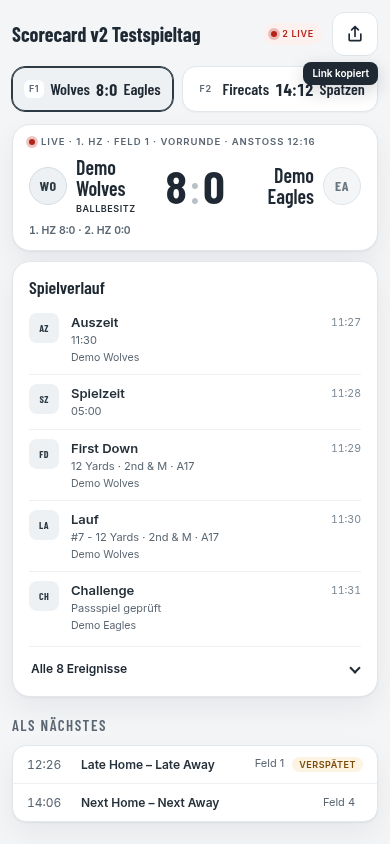 Scorecard v2 Testspieltag
2 LIVE
Link kopiert
F1 Wolves 8:0 Eagles
F2 Firecats 14:12 Spatzen
LIVE · 1. HZ · FELD 1 · VORRUNDE · ANSTOSS 12:16
WO Demo Wolves
BALLBESITZ
8:0
Demo Eagles EA
1. HZ 8:0 · 2. HZ 0:0
Spielverlauf
AZ Auszeit 11:27
11:30
Demo Wolves
SZ Spielzeit 11:28
05:00
FD First Down 11:29
12 Yards · 2nd & M · A17
Demo Wolves
LA Lauf 11:30
#7 - 12 Yards · 2nd & M · A17
Demo Wolves
CH Challenge 11:31
Passspiel geprüft
Demo Eagles
Alle 8 Ereignisse
ALS NÄCHSTES
12:26 Late Home – Late Away Feld 1 VERSPÄTET
14:06 Next Home – Next Away Feld 4